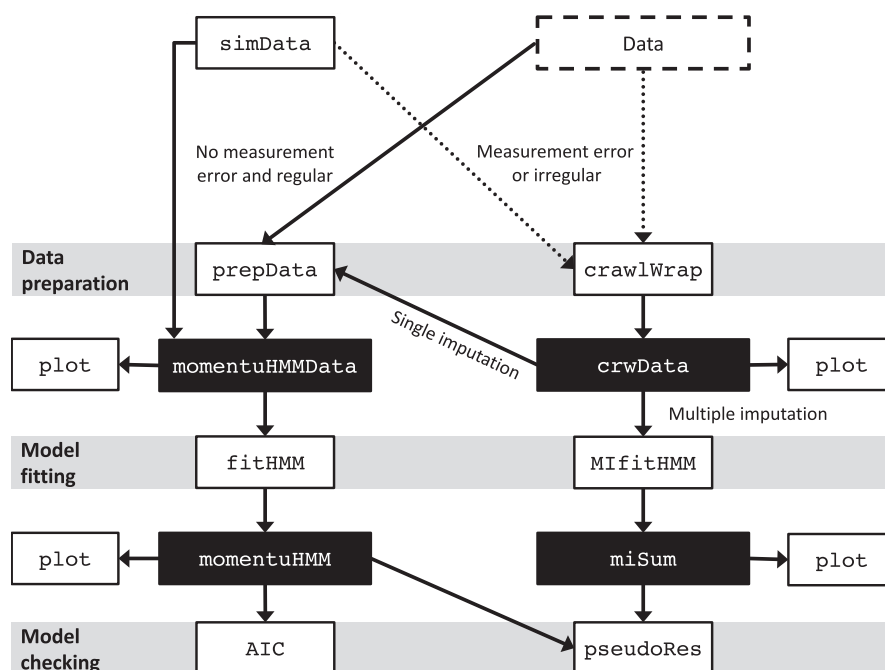 simData
Data
No measurement
error and regular
Measurement error
or irregular
Data
preparation
prepData
crawlWrap
Single imputation
plot
momentuHMMData
crwData
plot
Multiple imputation
Model
fitting
fitHMM
MIfitHMM
plot
momentuHMM
miSum
plot
Model
checking
AIC
pseudoRes